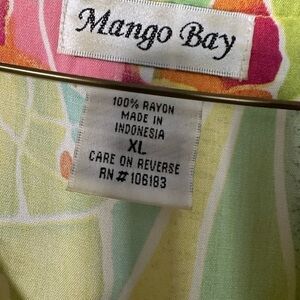 Mango Bay
100% RAYON
MADE IN
INDONESIA
XL
CARE ON REVERSE
RN # 106183